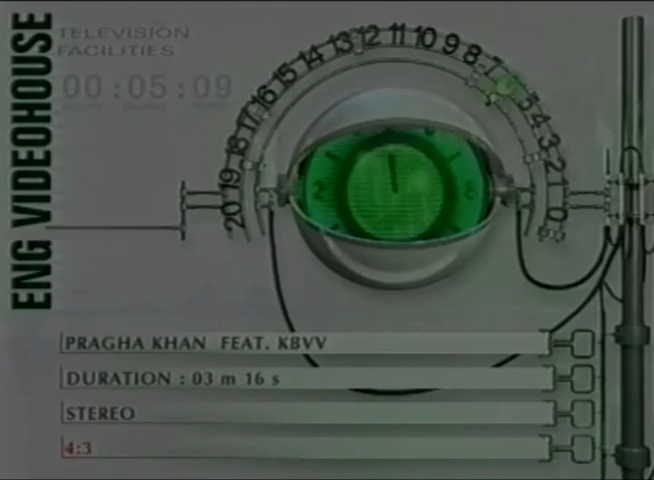 ENG VIDEOHOUSE
TELEVISION
FACILITIES
00:05:09
20 19 18 17 16 15 14 13 12 11 10 9 8 7 5 4 3 2 1 0
2
PRAGHA KHAN FEAT. KBVV
DURATION : 03 m 16 s
STEREO
4:3